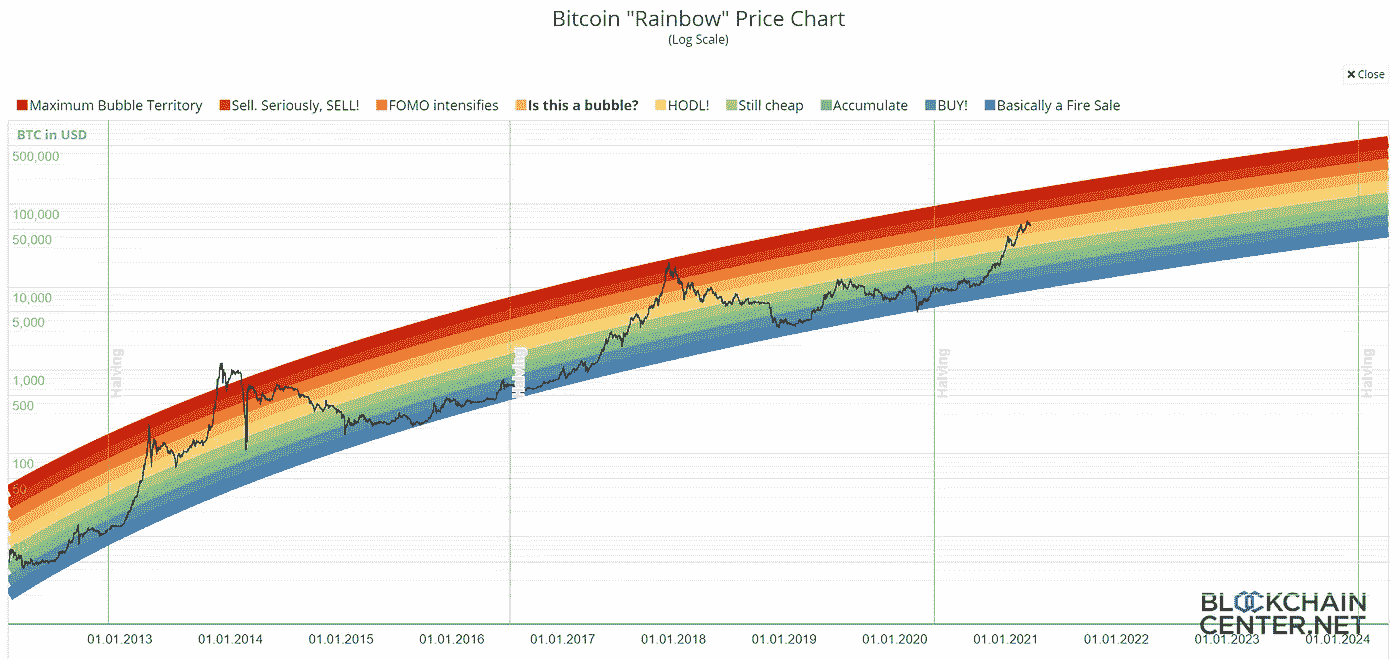 Bitcoin "Rainbow" Price Chart
(Log Scale)
✖ Close
Maximum Bubble Territory Sell. Seriously, SELL! FOMO intensifies Is this a bubble? HODL! Still cheap Accumulate BUY! Basically a Fire Sale
BTC in USD
500,000
100,000
50,000
10,000
5,000
1,000
500
100
50
Halving
Halving
Halving
Halving
BLOCKCHAIN
CENTER.NET
01.01.2013 01.01.2014 01.01.2015 01.01.2016 01.01.2017 01.01.2018 01.01.2019 01.01.2020 01.01.2021 01.01.2022 01.01.2023 01.01.2024